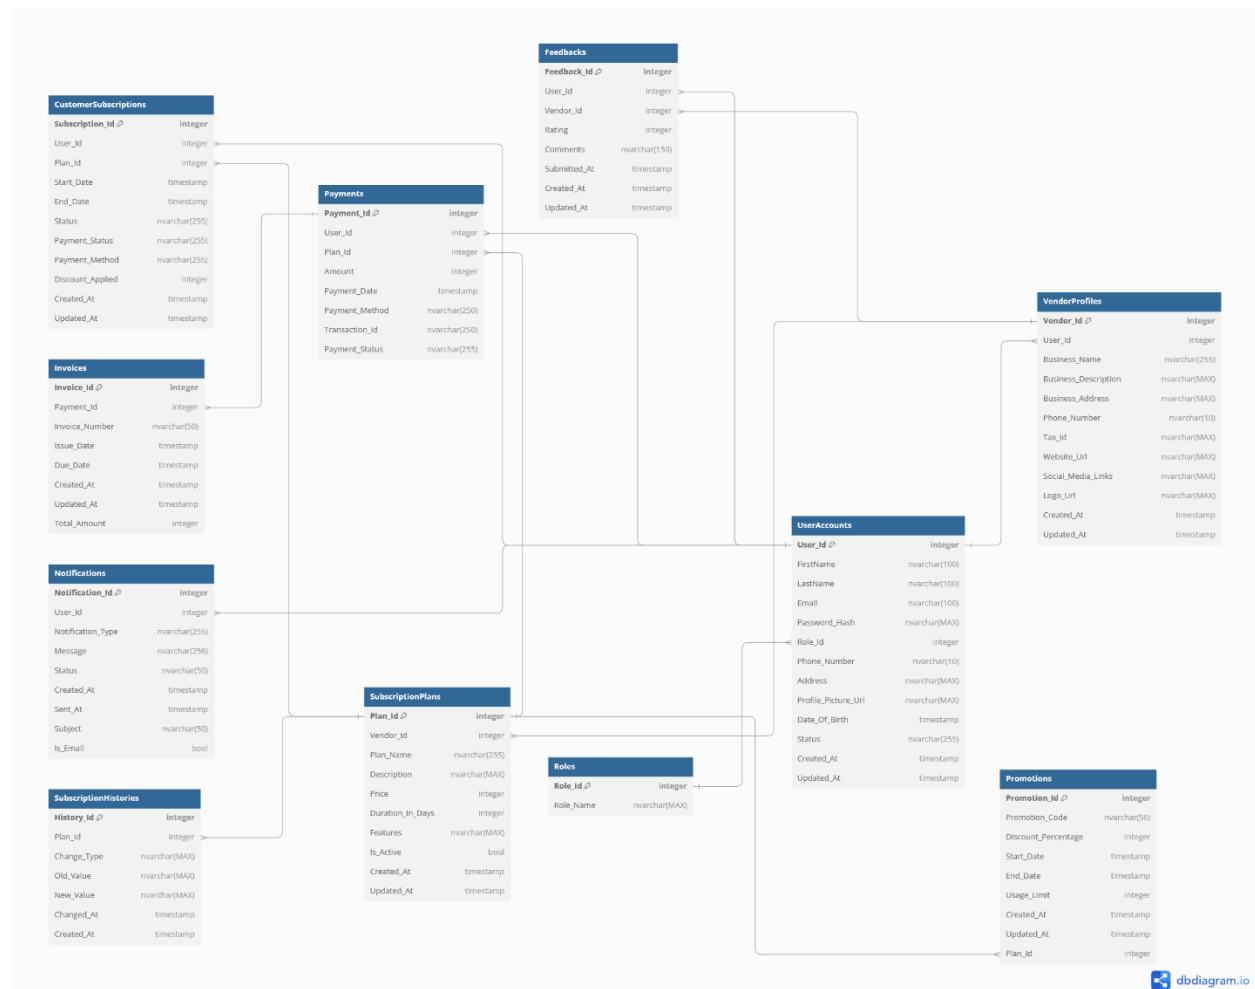 Feedbacks
Feedback_Id integer
User_Id integer
Vendor_Id integer
Rating integer
Comments nvarchar(150)
Submitted_At timestamp
Created_At timestamp
Updated_At timestamp
CustomerSubscriptions
Subscription_Id integer
User_Id integer
Plan_Id integer
Start_Date timestamp
End_Date timestamp
Status nvarchar(255)
Payment_Status nvarchar(255)
Payment_Method nvarchar(255)
Discount_Applied integer
Created_At timestamp
Updated_At timestamp
Payments
Payment_Id integer
User_Id integer
Plan_Id integer
Amount integer
Payment_Date timestamp
Payment_Method nvarchar(250)
Transaction_Id nvarchar(250)
Payment_Status nvarchar(255)
VendorProfiles
Vendor_Id integer
User_Id integer
Business_Name nvarchar(255)
Business_Description nvarchar(MAX)
Business_Address nvarchar(MAX)
Phone_Number nvarchar(10)
Tax_Id nvarchar(MAX)
Website_Url nvarchar(MAX)
Social_Media_Links nvarchar(MAX)
Logo_Url nvarchar(MAX)
Created_At timestamp
Updated_At timestamp
Invoices
Invoice_Id integer
Payment_Id integer
Invoice_Number nvarchar(50)
Issue_Date timestamp
Due_Date timestamp
Created_At timestamp
Updated_At timestamp
Total_Amount integer
UserAccounts
User_Id integer
FirstName nvarchar(100)
LastName nvarchar(100)
Email nvarchar(100)
Password_Hash nvarchar(MAX)
Role_Id integer
Phone_Number nvarchar(10)
Address nvarchar(MAX)
Profile_Picture_Url nvarchar(MAX)
Date_Of_Birth timestamp
Status nvarchar(255)
Created_At timestamp
Updated_At timestamp
Notifications
Notification_Id integer
User_Id integer
Notification_Type nvarchar(255)
Message nvarchar(256)
Status nvarchar(50)
Created_At timestamp
Sent_At timestamp
Subject nvarchar(50)
Is_Email bool
SubscriptionPlans
Plan_Id integer
Vendor_Id integer
Plan_Name nvarchar(255)
Description nvarchar(MAX)
Price integer
Duration_In_Days integer
Features nvarchar(MAX)
Is_Active bool
Created_At timestamp
Updated_At timestamp
Roles
Role_Id integer
Role_Name nvarchar(MAX)
Promotions
Promotion_Id integer
Promotion_Code nvarchar(50)
Discount_Percentage integer
Start_Date timestamp
End_Date timestamp
Usage_Limit integer
Created_At timestamp
Updated_At timestamp
Plan_Id integer
SubscriptionHistories
History_Id integer
Plan_Id integer
Change_Type nvarchar(MAX)
Old_Value nvarchar(MAX)
New_Value nvarchar(MAX)
Changed_At timestamp
Created_At timestamp
dbdiagram.io